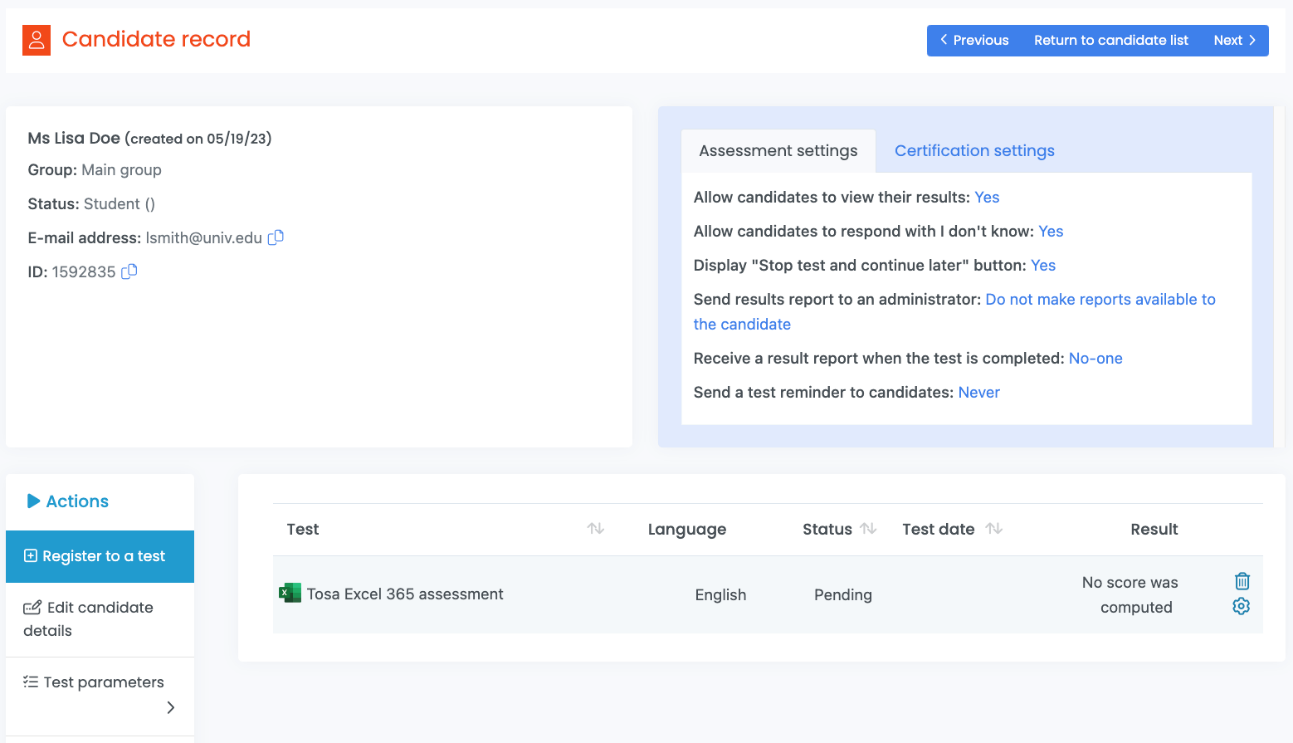 Candidate record
Previous
Return to candidate list
Next
Ms Lisa Doe (created on 05/19/23)
Group: Main group
Status: Student ()
E-mail address: lsmith@univ.edu
ID: 1592835
Assessment settings
Certification settings
Allow candidates to view their results: Yes
Allow candidates to respond with I don't know: Yes
Display "Stop test and continue later" button: Yes
Send results report to an administrator: Do not make reports available to
the candidate
Receive a result report when the test is completed: No-one
Send a test reminder to candidates: Never
Actions
Register to a test
Edit candidate
details
Test parameters
Test
Language
Status
Test date
Result
Tosa Excel 365 assessment
English
Pending
No score was
computed